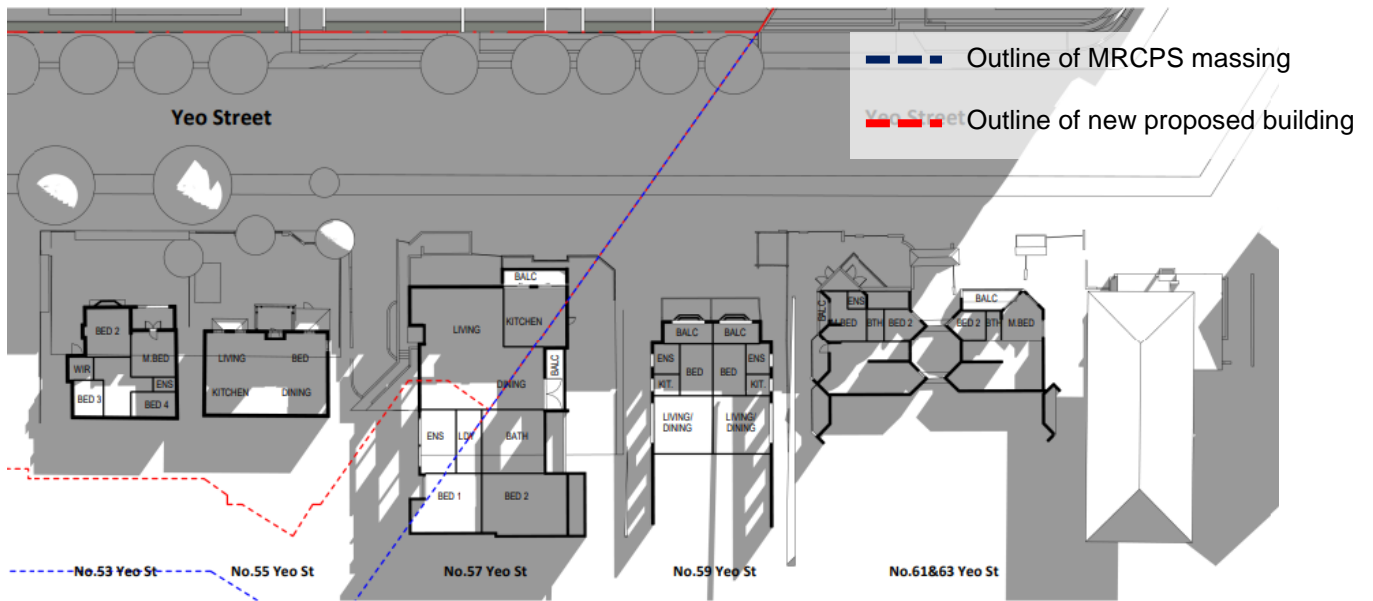 Outline of MRCPS massing
Yeo Street
Yeo Street
Outline of new proposed building
BALC
BED 2
M.BED
WIR
ENS
BED 3
BED 4
LIVING
BED
KITCHEN
DINING
LIVING
KITCHEN
BALC
DINING
ENS
LDY
BATH
BED 1
BED 2
BALC
BALC
ENS
BED
BED
ENS
KIT.
KIT.
LIVING/
DINING
LIVING/
DINING
BALC
ENS
M.BED
BTH
BED 2
BALC
BED 2
BTH
M.BED
No.53 Yeo St
No.55 Yeo St
No.57 Yeo St
No.59 Yeo St
No.61&63 Yeo St